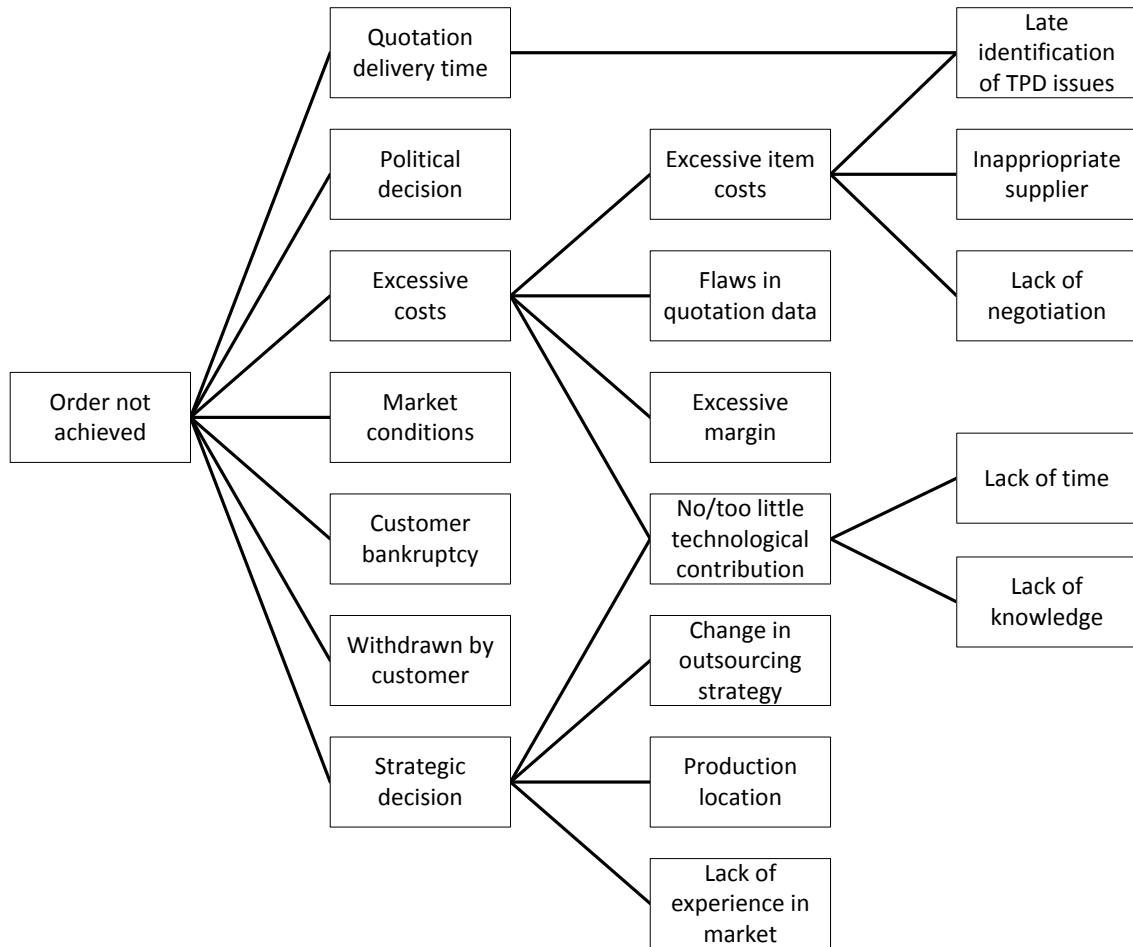 Quotation
delivery time
Late
identification
of TPD issues
Political
decision
Excessive item
costs
Inappriopriate
supplier
Excessive
costs
Flaws in
quotation data
Lack of
negotiation
Order not
achieved
Market
conditions
Excessive
margin
Lack of time
Customer
bankruptcy
No/too little
technological
contribution
Lack of
knowledge
Withdrawn by
customer
Change in
outsourcing
strategy
Strategic
decision
Production
location
Lack of
experience in
market